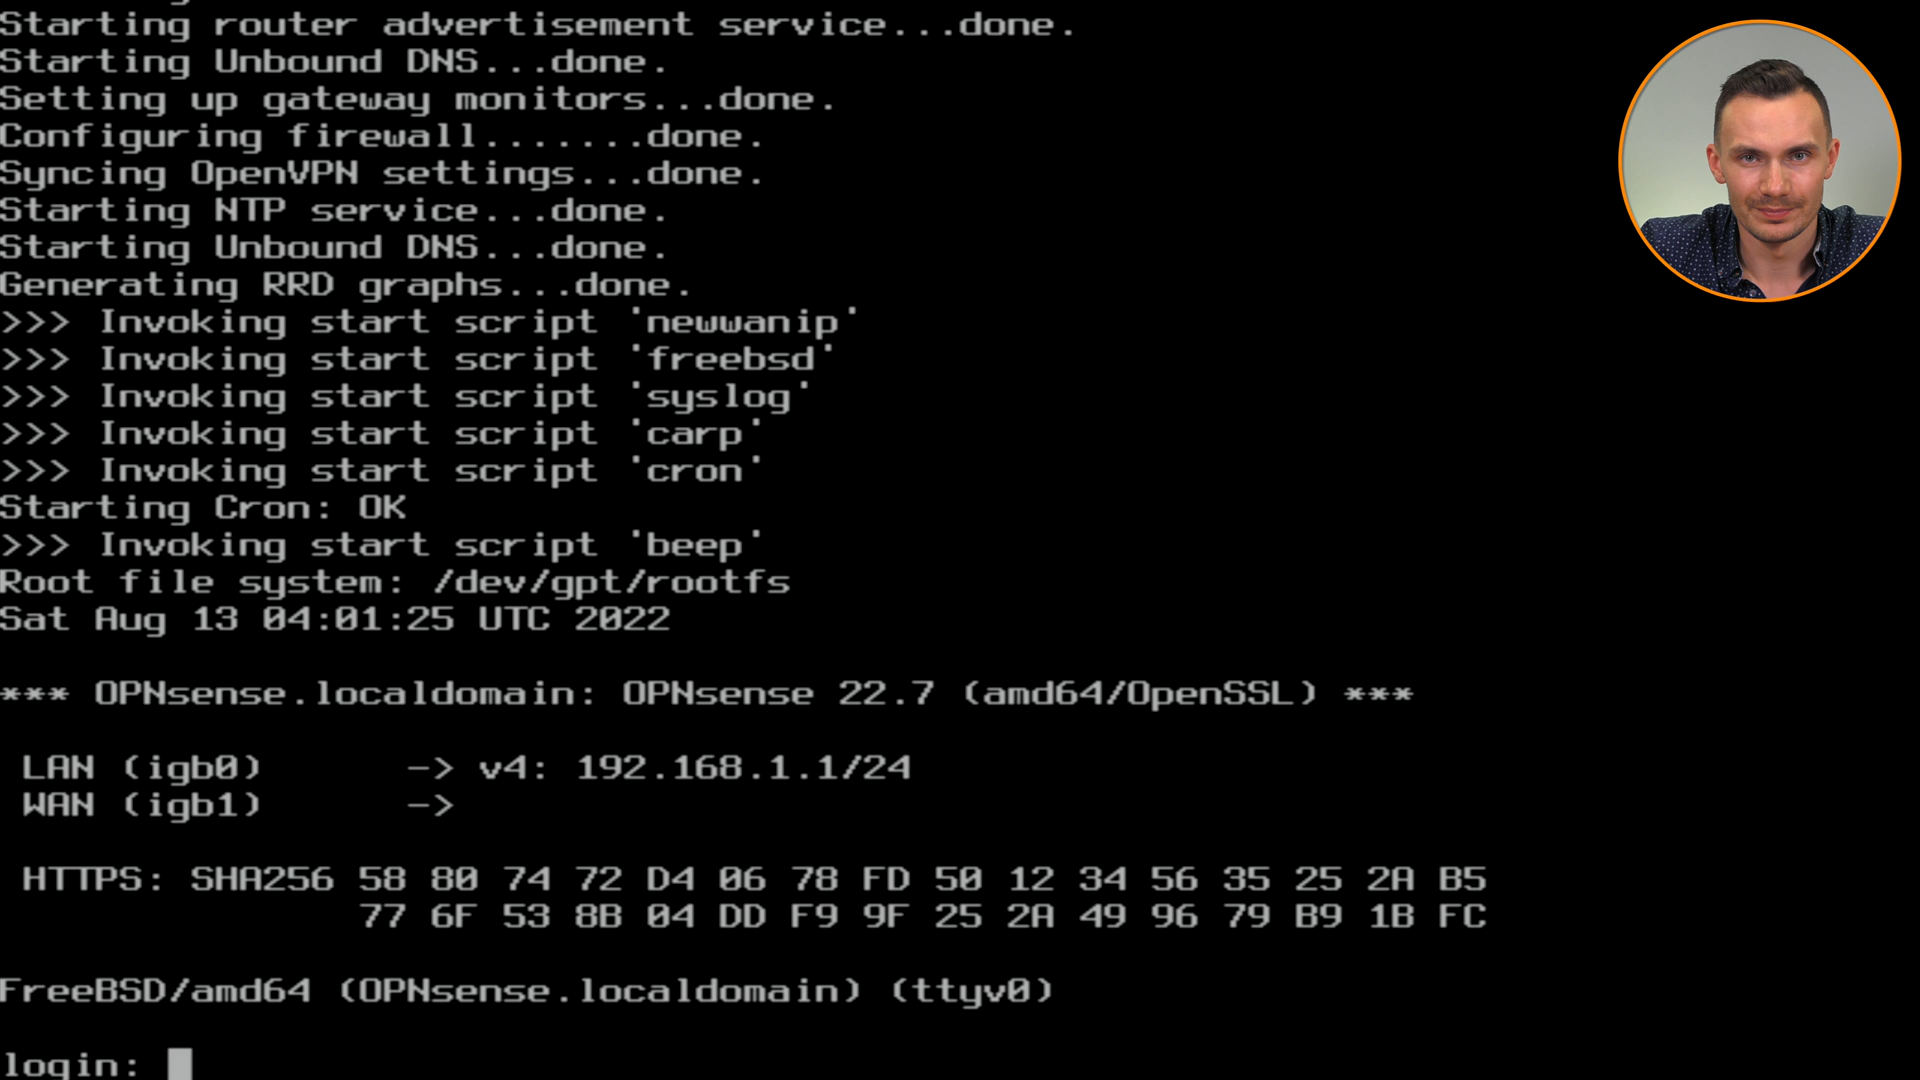 Starting router advertisement service...done.
Starting Unbound DNS...done.
Setting up gateway monitors...done.
Configuring firewall.......done.
Syncing OpenVPN settings...done.
Starting NTP service...done.
Starting Unbound DNS...done.
Generating RRD graphs...done.
>>> Invoking start script 'newwanip'
>>> Invoking start script 'freebsd'
>>> Invoking start script 'syslog'
>>> Invoking start script 'carp'
>>> Invoking start script 'cron'
Starting Cron: OK
>>> Invoking start script 'beep'
Root file system: /dev/gpt/rootfs
Sat Aug 13 04:01:25 UTC 2022
*** OPNsense.localdomain: OPNsense 22.7 (amd64/OpenSSL) ***
LAN (igb0) -> v4: 192.168.1.1/24
WAN (igb1) ->
HTTPS: SHA256 58 80 74 72 D4 06 78 FD 50 12 34 56 35 25 2A B5
77 6F 53 8B 04 DD F9 9F 25 2A 49 96 79 B9 1B FC
FreeBSD/amd64 (OPNsense.localdomain) (ttyv0)
login: